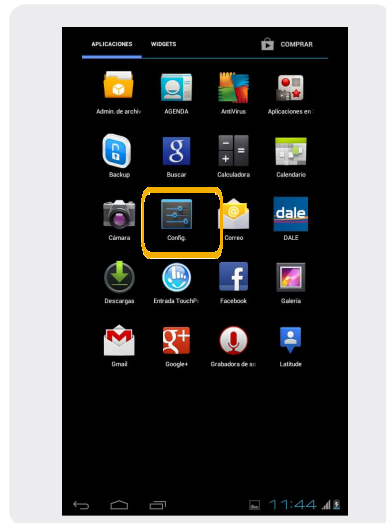 APLICACIONES WIDGETS COMPRAR
Admin. de archiv AGENDA AntiVirus Aplicaciones en
Backup Buscar Calculadora Calendario
dale
Cámara Config. Correo DALE
Descargas Entrada TouchPa Facebook Galería
Gmail Google+ Grabadora de so Latitude
11:44